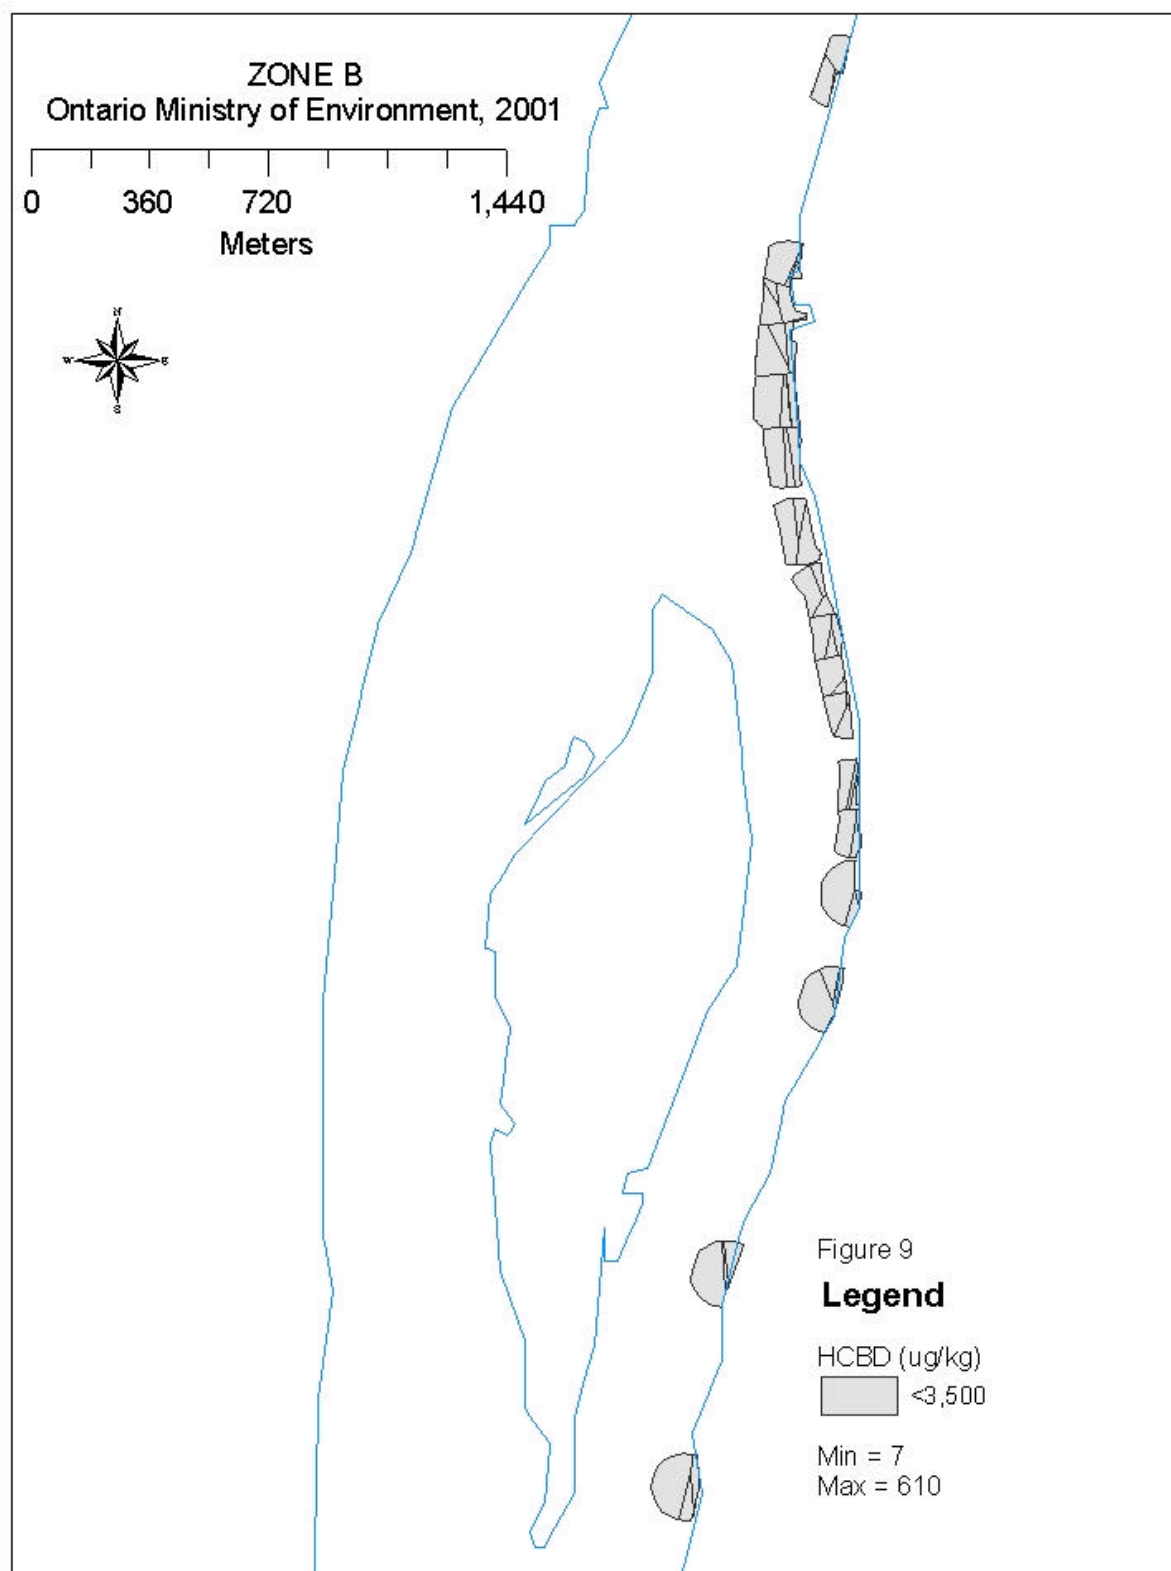 ZONE B
Ontario Ministry of Environment, 2001
0 360 720 1,440
Meters
N
W E
S
Figure 9
Legend
HCBD (ug/kg)
<3,500
Min = 7
Max = 610